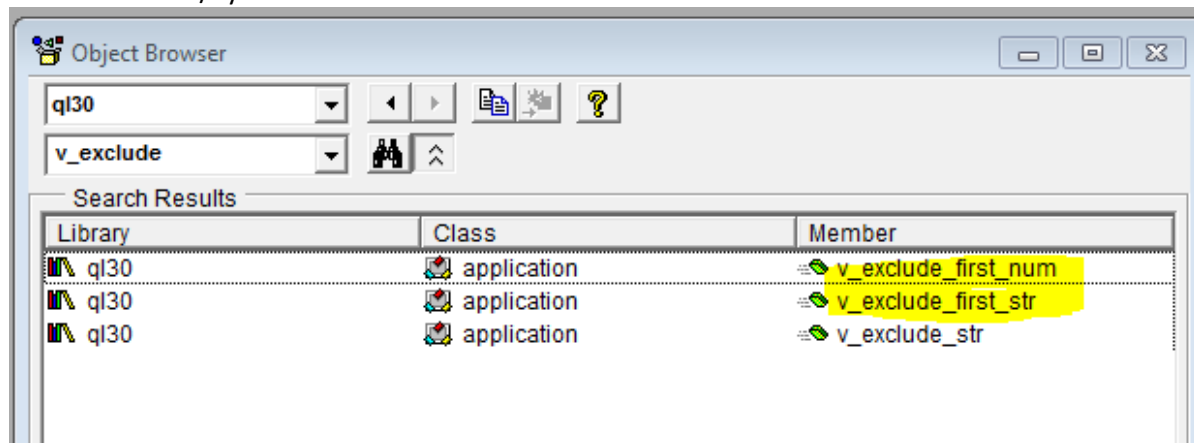 Object Browser
ql30
v_exclude
Search Results
Library Class Member
ql30 application v_exclude_first_num
ql30 application v_exclude_first_str
ql30 application v_exclude_str